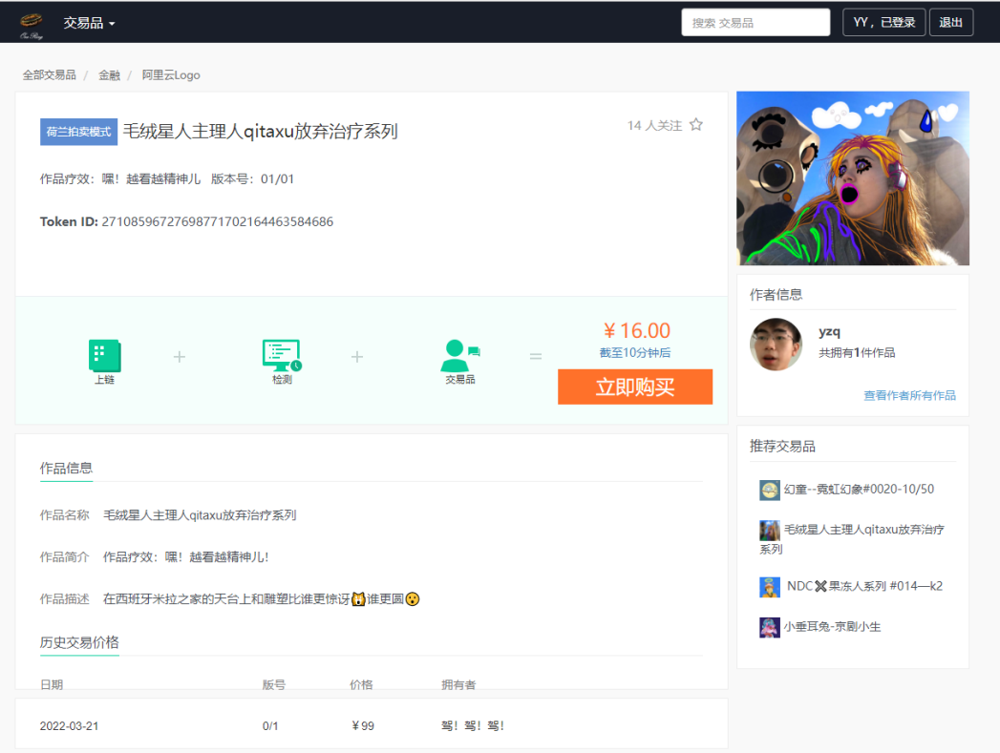 One Ring
交易品
搜索 交易品
YY，已登录
退出
全部交易品 / 金融 / 阿里云Logo
荷兰拍卖模式 毛绒星人主理人qitaxu放弃治疗系列
14 人关注
作品疗效：嘿！越看越精神儿 版本号：01/01
Token ID: 27108596727698771702164463584686
上链
+
检测
+
交易品
=
￥16.00
截至10分钟后
立即购买
作品信息
作品名称 毛绒星人主理人qitaxu放弃治疗系列
作品简介 作品疗效：嘿！越看越精神儿！
作品描述 在西班牙米拉之家的天台上和雕塑比谁更惊讶🙀谁更圆😮
历史交易价格
日期 版号 价格 拥有者
2022-03-21 0/1 ￥99 驾！驾！驾！
作者信息
yzq
共拥有1件作品
查看作者所有作品
推荐交易品
幻童--霓虹幻象#0020-10/50
毛绒星人主理人qitaxu放弃治疗
系列
NDC✖果冻人系列 #014—k2
小垂耳兔-京剧小生